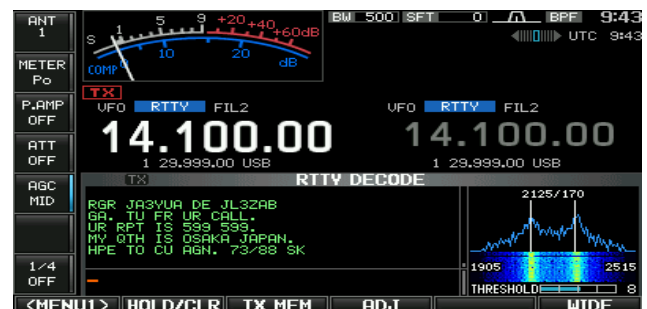 ANT 1
BW 500 SFT 0 BPF 9:43
UTC 9:43
S 1 5 9 +20 +40 +60dB
10 20 dB
COMP
METER Po
TX
P.AMP OFF
VFO RTTY FIL2
VFO RTTY FIL2
14.100.00
14.100.00
ATT OFF
1 29.999.00 USB
1 29.999.00 USB
TX RTTY DECODE
AGC MID
RGR JA3YUA DE JL3ZAB
GA. TU FR UR CALL.
UR RPT IS 599 599.
MY QTH IS OSAKA JAPAN.
HPE TO CU AGN. 73/88 SK
2125/170
1905 2515
THRESHOLD 8
1/4 OFF
<MENU1> HOLD/CLR TX MEM ADJ WIDE